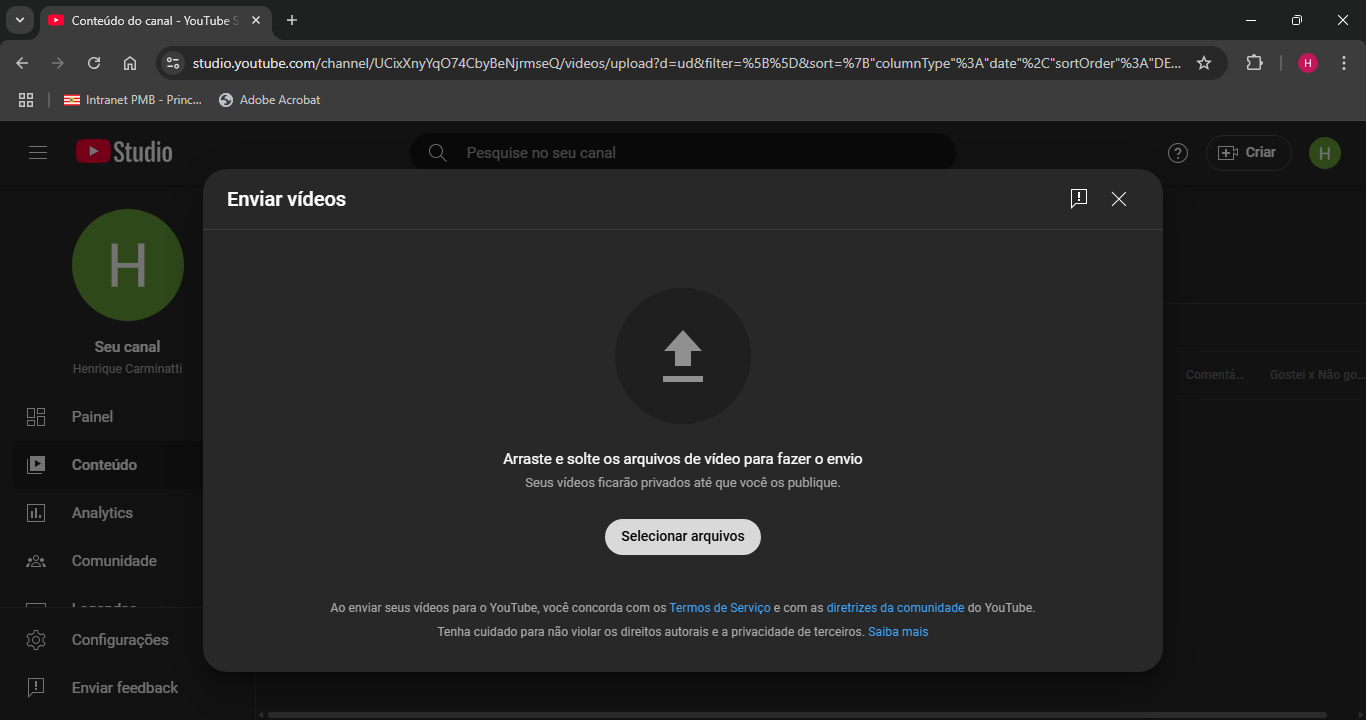 Conteúdo do canal - YouTube S
studio.youtube.com/channel/UCixXnyYqO74CbyBeNjrmseQ/videos/upload?d=ud&filter=%5B%5D&sort=%7B"columnType"%3A"date"%2C"sortOrder"%3A"DE...
H
Intranet PMB - Princ...
Adobe Acrobat
Studio
Pesquise no seu canal
Criar
H
Enviar vídeos
H
Seu canal
Henrique Carminatti
Comentá...
Gostei x Não go...
Painel
Conteúdo
Arraste e solte os arquivos de vídeo para fazer o envio
Seus vídeos ficarão privados até que você os publique.
Analytics
Selecionar arquivos
Comunidade
Legendas
Ao enviar seus vídeos para o YouTube, você concorda com os Termos de Serviço e com as diretrizes da comunidade do YouTube.
Tenha cuidado para não violar os direitos autorais e a privacidade de terceiros. Saiba mais
Configurações
Enviar feedback